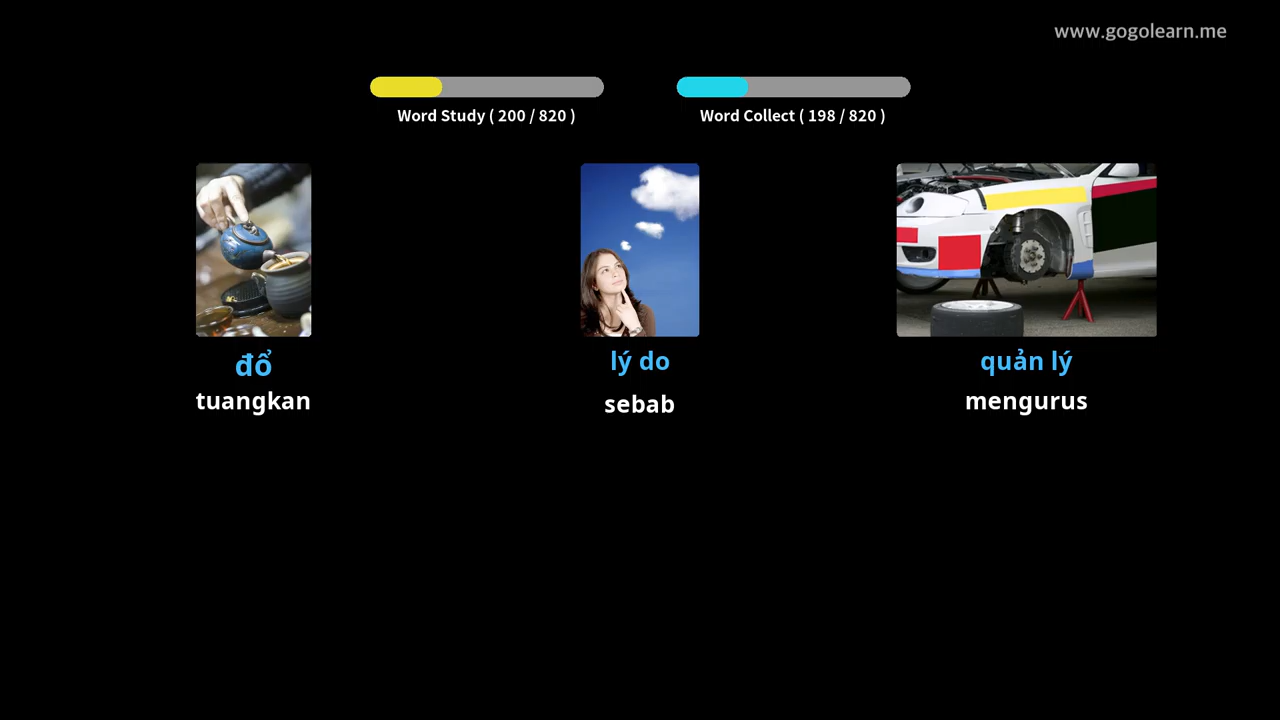 www.gogolearn.me
Word Study ( 200 / 820 )
Word Collect ( 198 / 820 )
đổ
lý do
quản lý
tuangkan
sebab
mengurus